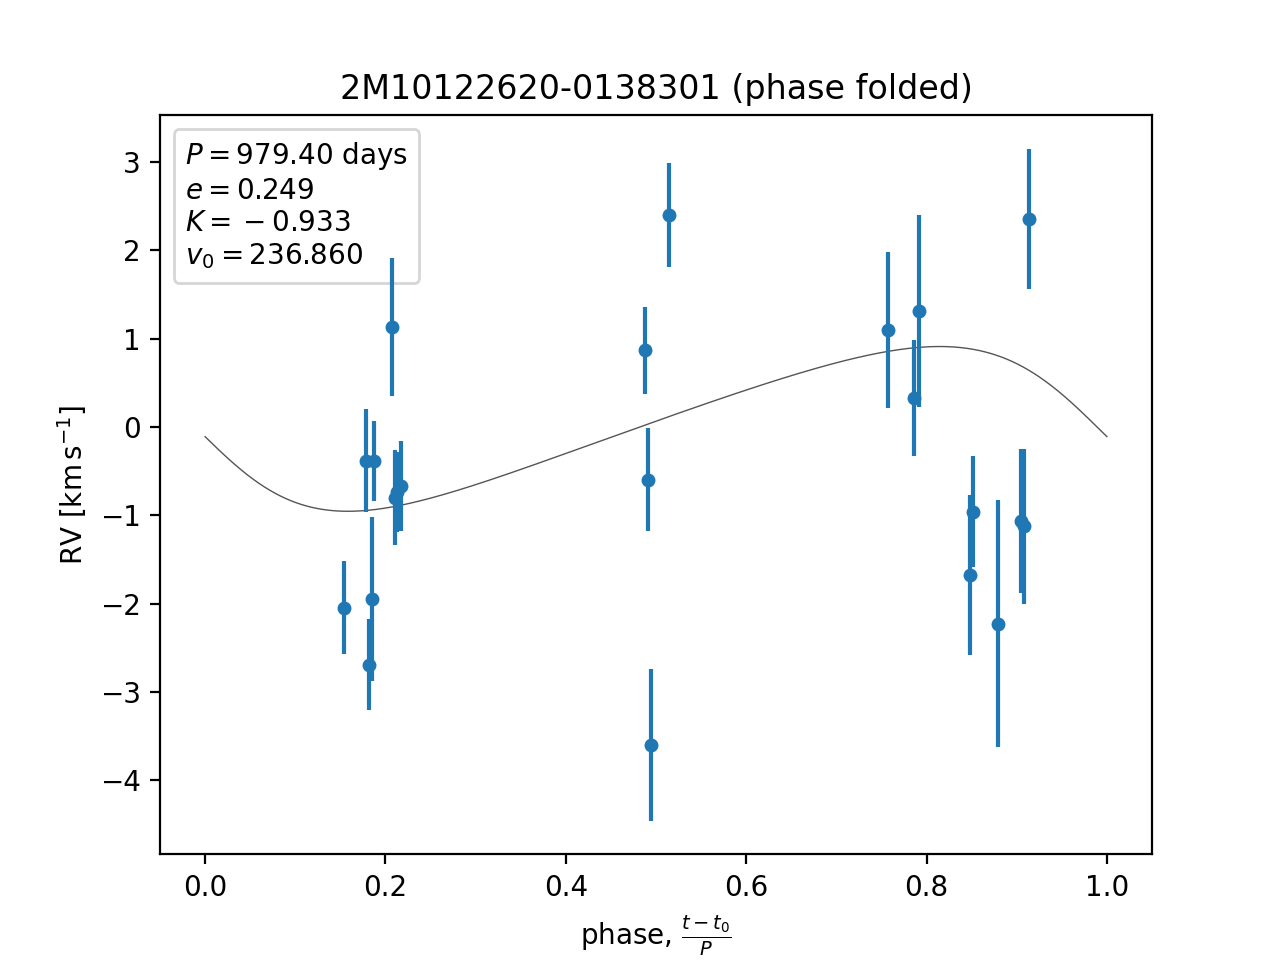 2M10122620-0138301 (phase folded)
P = 979.40 days
e = 0.249
K = −0.933
v₀ = 236.860
3
2
1
0
−1
−2
−3
−4
RV [km s⁻¹]
0.0 0.2 0.4 0.6 0.8 1.0
phase, (t − t₀)/P